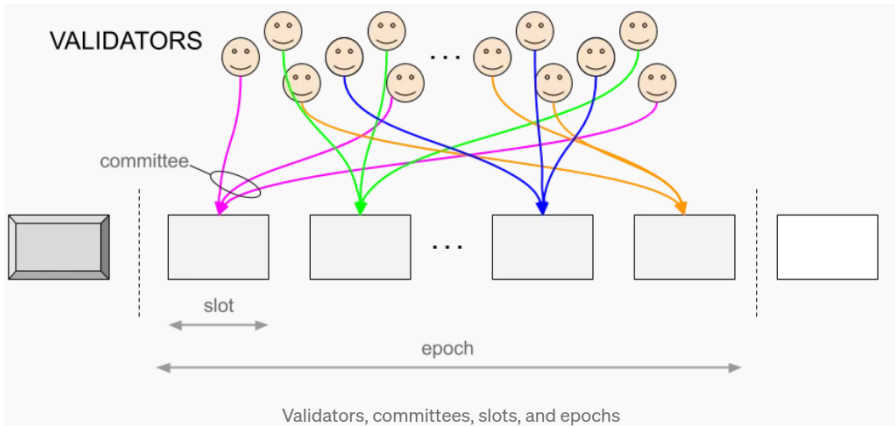 VALIDATORS
...
committee
...
slot
epoch
Validators, committees, slots, and epochs